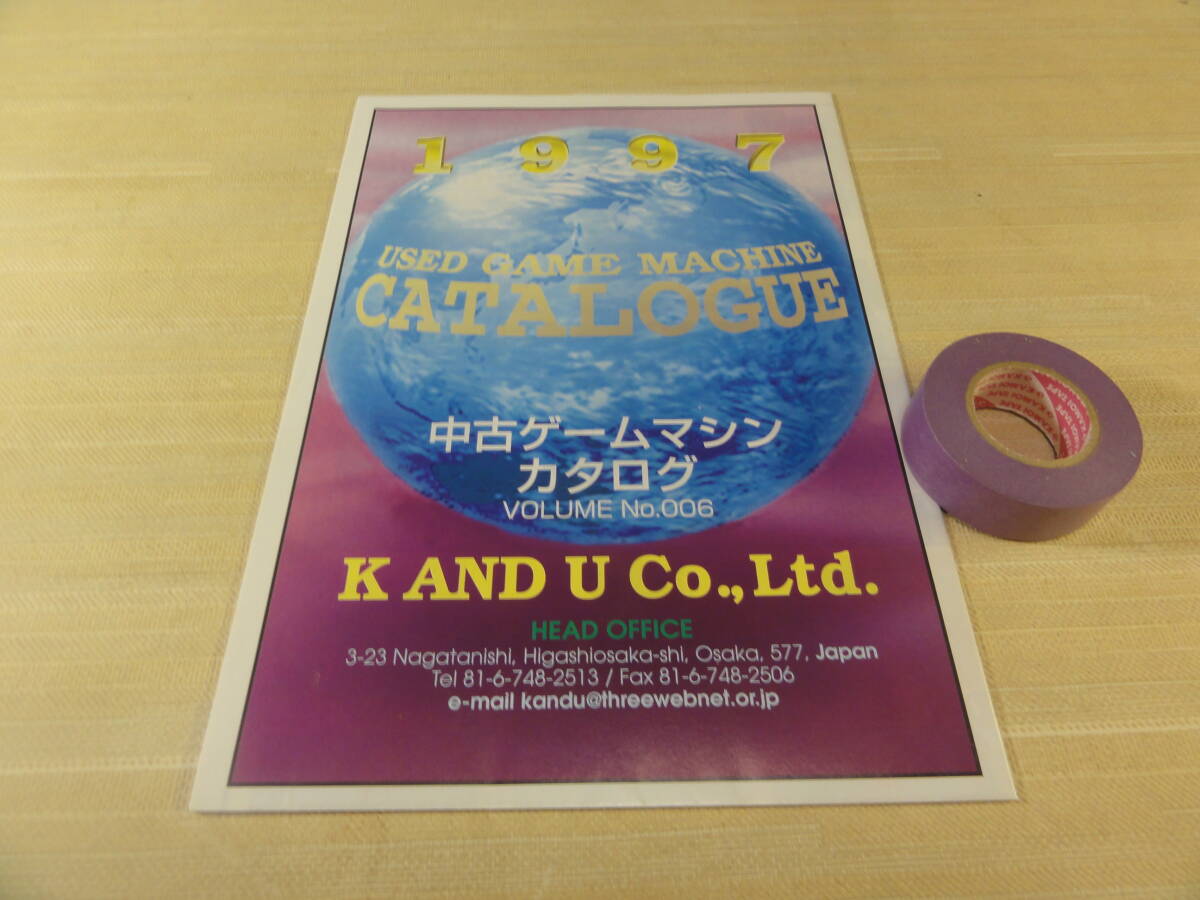 1997
USED GAME MACHINE
CATALOGUE
中古ゲームマシン
カタログ
VOLUME No.006
K AND U Co.,Ltd.
HEAD OFFICE
3-23 Nagatanishi, Higashiosaka-shi, Osaka, 577, Japan
Tel 81-6-748-2513 / Fax 81-6-748-2506
e-mail kandu@threewebnet.or.jp
KAMOI TAPE